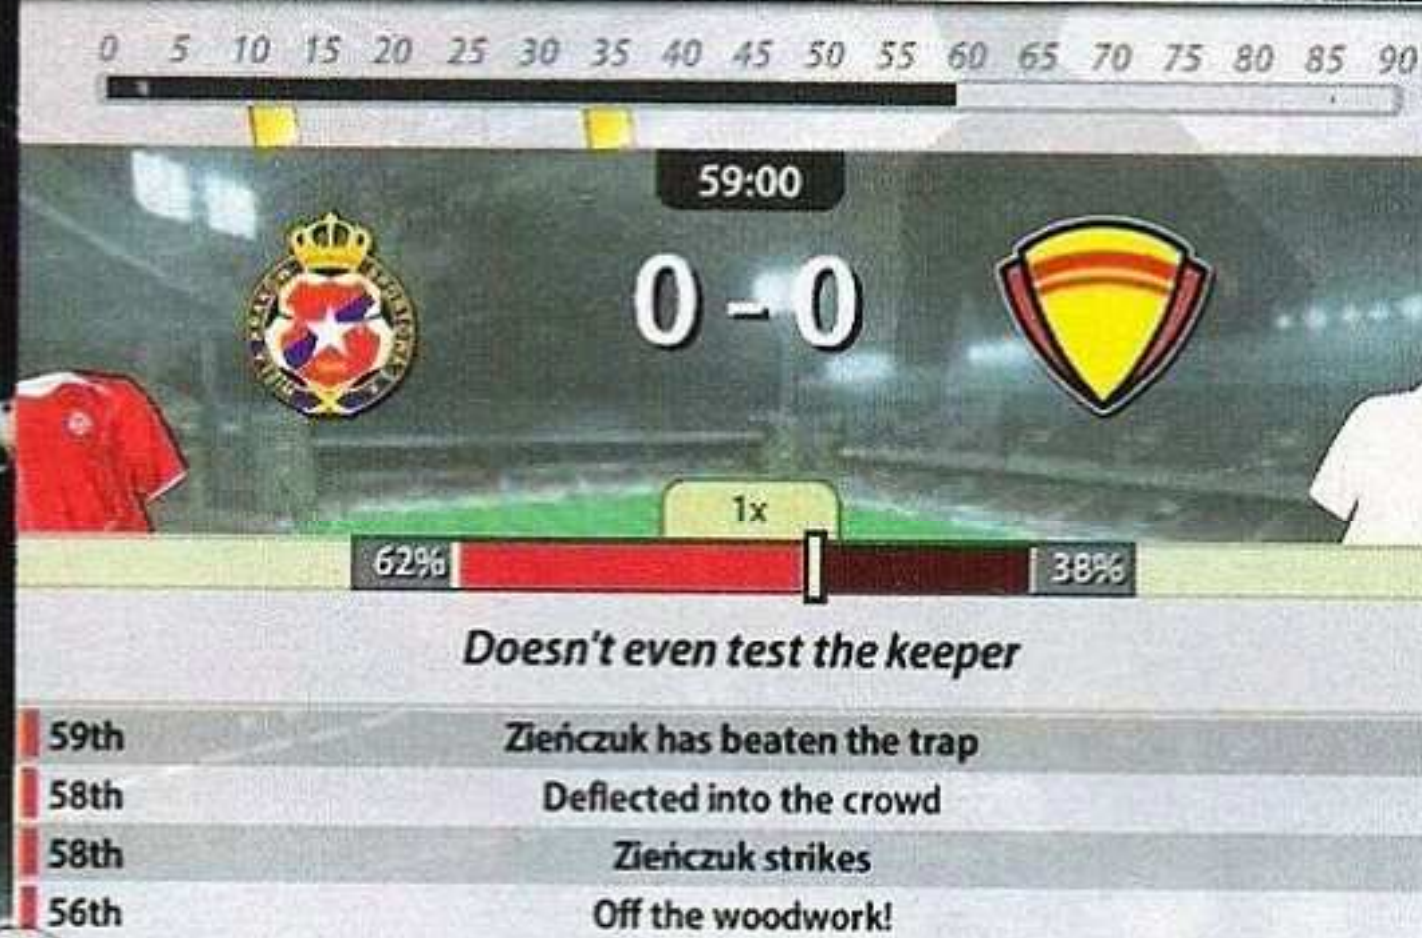 0 5 10 15 20 25 30 35 40 45 50 55 60 65 70 75 80 85 90
59:00
0 - 0
1x
62% 38%
Doesn't even test the keeper
59th Zieńczuk has beaten the trap
58th Deflected into the crowd
58th Zieńczuk strikes
56th Off the woodwork!